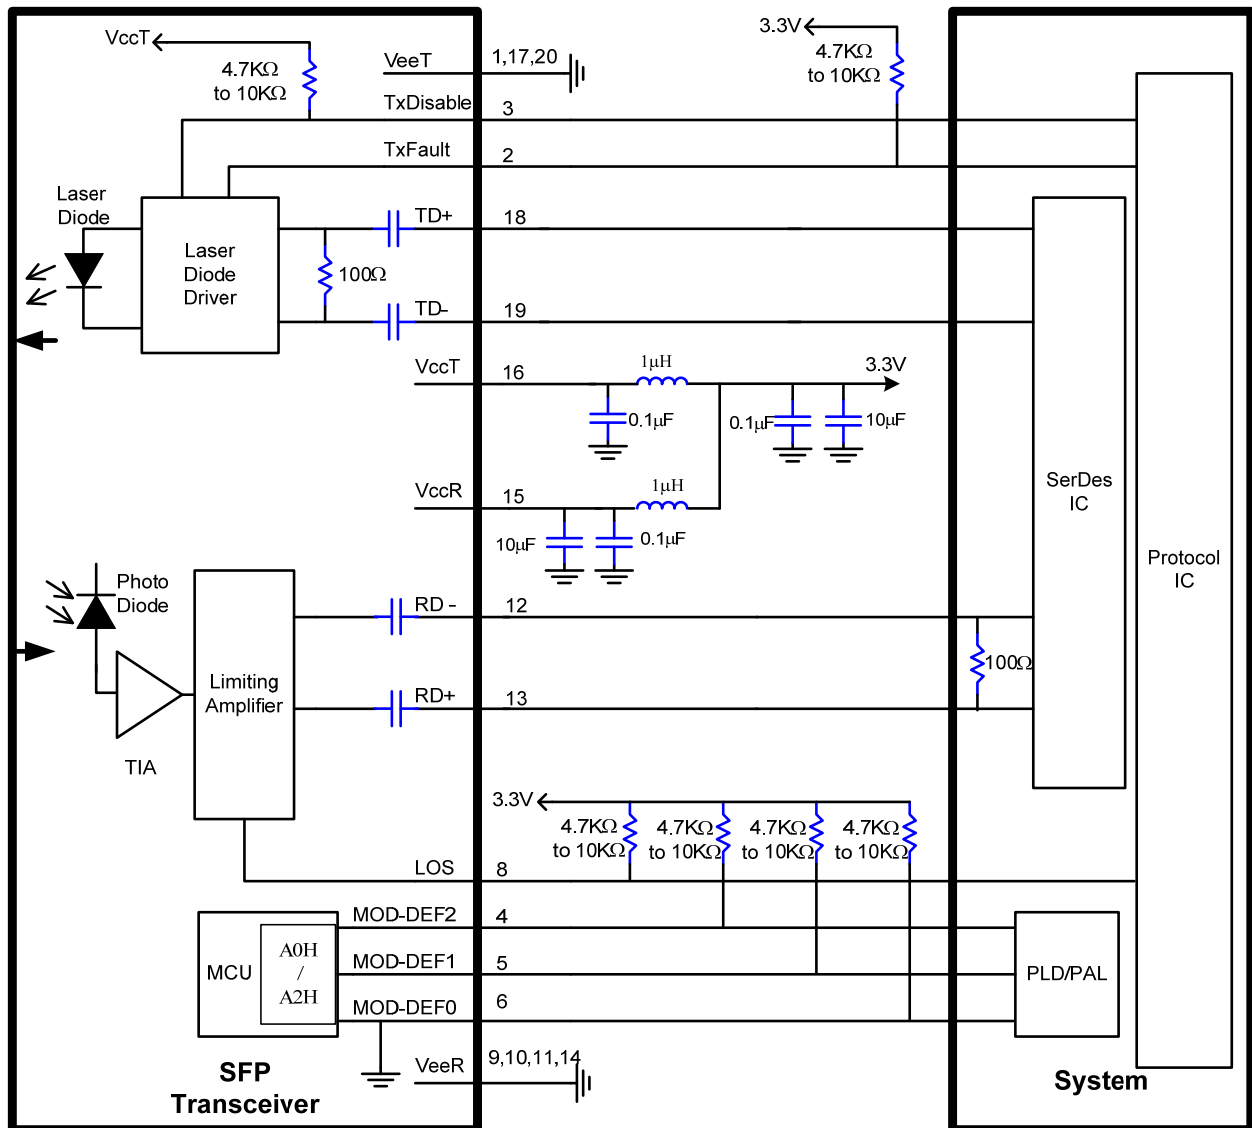 VccT
4.7KΩ
to 10KΩ
VeeT
1,17,20
3.3V
4.7KΩ
to 10KΩ
TxDisable
3
TxFault
2
Laser
Diode
Laser
Diode
Driver
TD+
18
100Ω
TD-
19
VccT
16
1μH
3.3V
0.1μF
0.1μF
10μF
VccR
15
1μH
10μF
0.1μF
SerDes
IC
Protocol
IC
Photo
Diode
RD -
12
Limiting
Amplifier
100Ω
RD+
13
TIA
3.3V
4.7KΩ
to 10KΩ
4.7KΩ
to 10KΩ
4.7KΩ
to 10KΩ
4.7KΩ
to 10KΩ
LOS
8
MOD-DEF2
4
MCU
A0H
/
A2H
MOD-DEF1
5
PLD/PAL
MOD-DEF0
6
VeeR
9,10,11,14
SFP
Transceiver
System